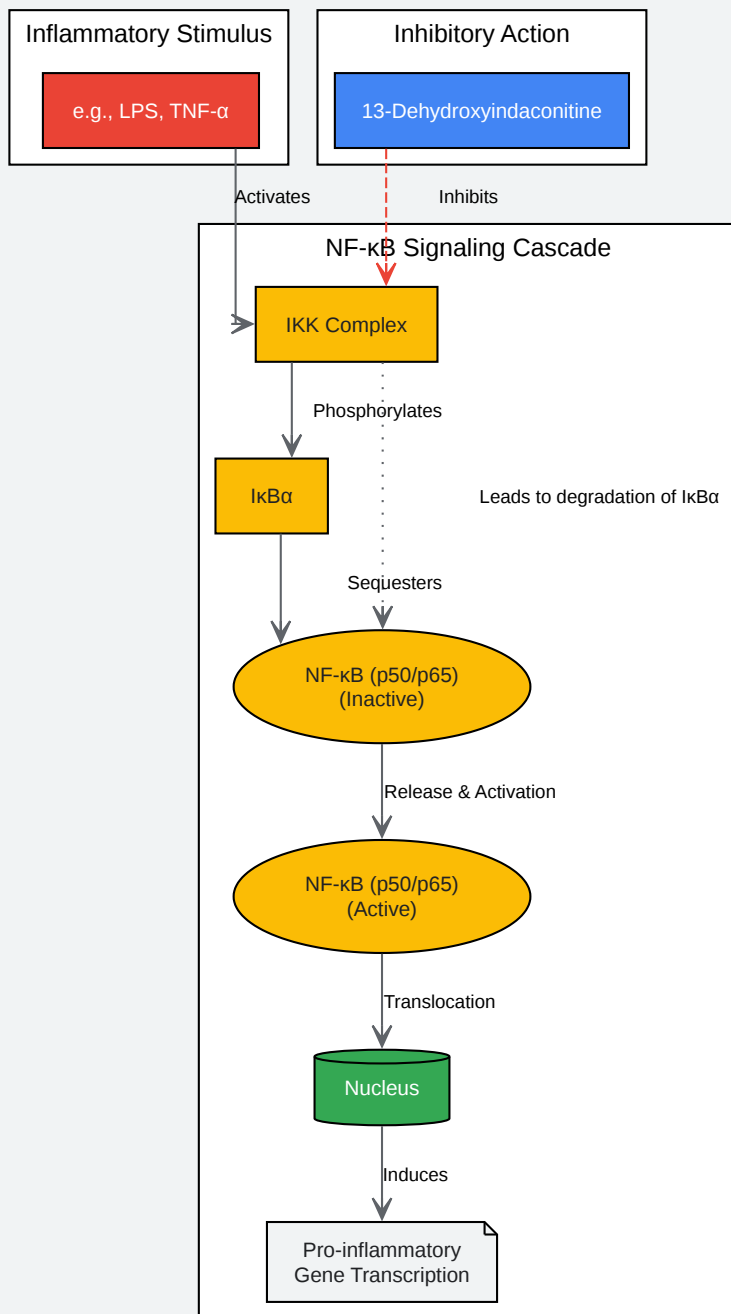 Inflammatory Stimulus
Inhibitory Action
e.g., LPS, TNF-α
13-Dehydroxyindaconitine
Activates
Inhibits
NF-κB Signaling Cascade
IKK Complex
Phosphorylates
IκBα
Leads to degradation of IκBα
Sequesters
NF-κB (p50/p65)
(Inactive)
Release & Activation
NF-κB (p50/p65)
(Active)
Translocation
Nucleus
Induces
Pro-inflammatory
Gene Transcription